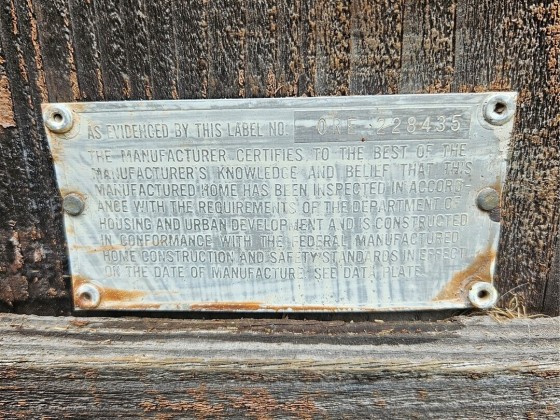 AS EVIDENCED BY THIS LABEL NO. 228435
THE MANUFACTURER CERTIFIES TO THE BEST OF THE
MANUFACTURER'S KNOWLEDGE AND BELIEF THAT THIS
MANUFACTURED HOME HAS BEEN INSPECTED IN ACCORD-
ANCE WITH THE REQUIREMENTS OF THE DEPARTMENT OF
HOUSING AND URBAN DEVELOPMENT AND IS CONSTRUCTED
IN CONFORMANCE WITH THE FEDERAL MANUFACTURED
HOME CONSTRUCTION AND SAFETY STANDARDS IN EFFECT
ON THE DATE OF MANUFACTURE. SEE DATA PLATE.